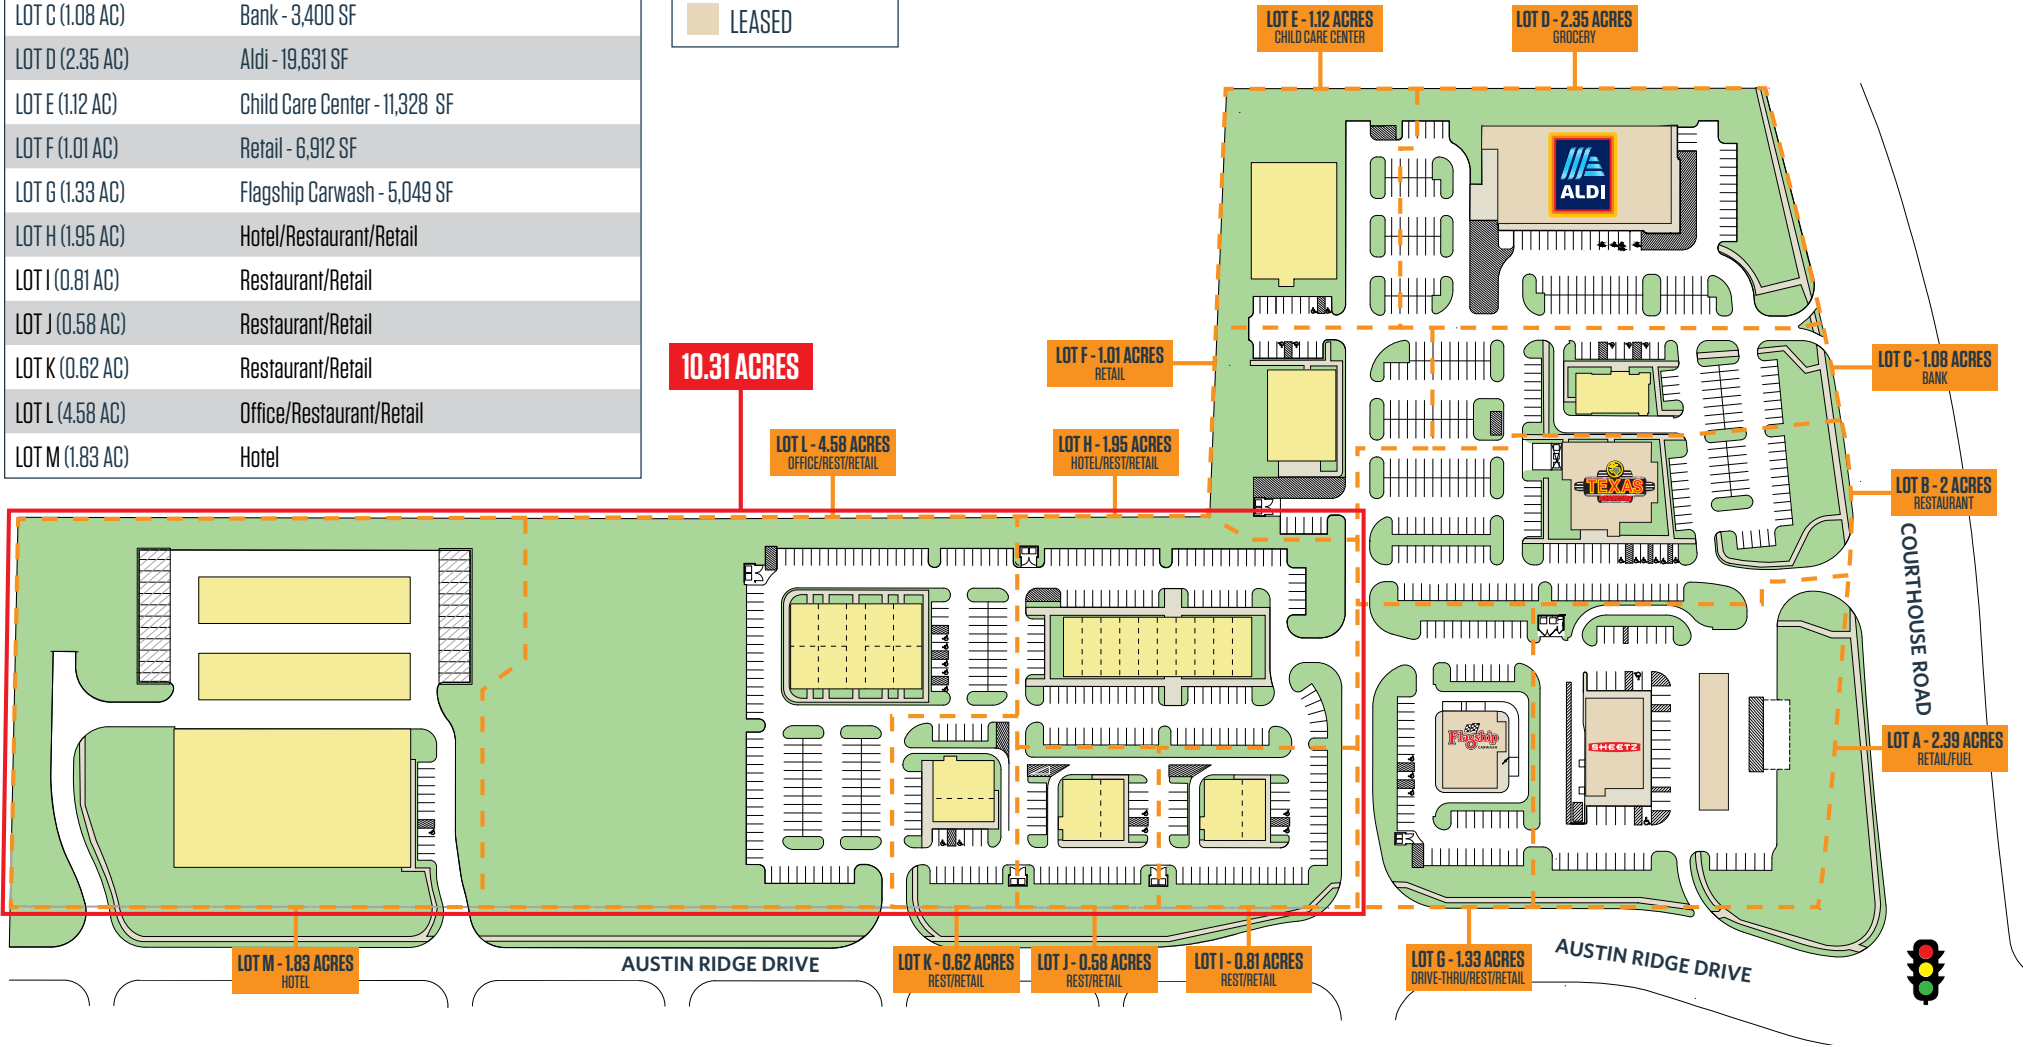 LOT C (1.08 AC) Bank - 3,400 SF
LOT D (2.35 AC) Aldi - 19,631 SF
LOT E (1.12 AC) Child Care Center - 11,328 SF
LOT F (1.01 AC) Retail - 6,912 SF
LOT G (1.33 AC) Flagship Carwash - 5,049 SF
LOT H (1.95 AC) Hotel/Restaurant/Retail
LOT I (0.81 AC) Restaurant/Retail
LOT J (0.58 AC) Restaurant/Retail
LOT K (0.62 AC) Restaurant/Retail
LOT L (4.58 AC) Office/Restaurant/Retail
LOT M (1.83 AC) Hotel
LEASED
LOT E - 1.12 ACRES
CHILD CARE CENTER
LOT D - 2.35 ACRES
GROCERY
ALDI
LOT F - 1.01 ACRES
RETAIL
LOT C - 1.08 ACRES
BANK
10.31 ACRES
LOT L - 4.58 ACRES
OFFICE/REST/RETAIL
LOT H - 1.95 ACRES
HOTEL/REST/RETAIL
TEXAS
LOT B - 2 ACRES
RESTAURANT
COURTHOUSE ROAD
Flagship
CARWASH
SHEETZ
LOT A - 2.39 ACRES
RETAIL/FUEL
LOT M - 1.83 ACRES
HOTEL
AUSTIN RIDGE DRIVE
LOT K - 0.62 ACRES
REST/RETAIL
LOT J - 0.58 ACRES
REST/RETAIL
LOT I - 0.81 ACRES
REST/RETAIL
LOT G - 1.33 ACRES
DRIVE-THRU/REST/RETAIL
AUSTIN RIDGE DRIVE